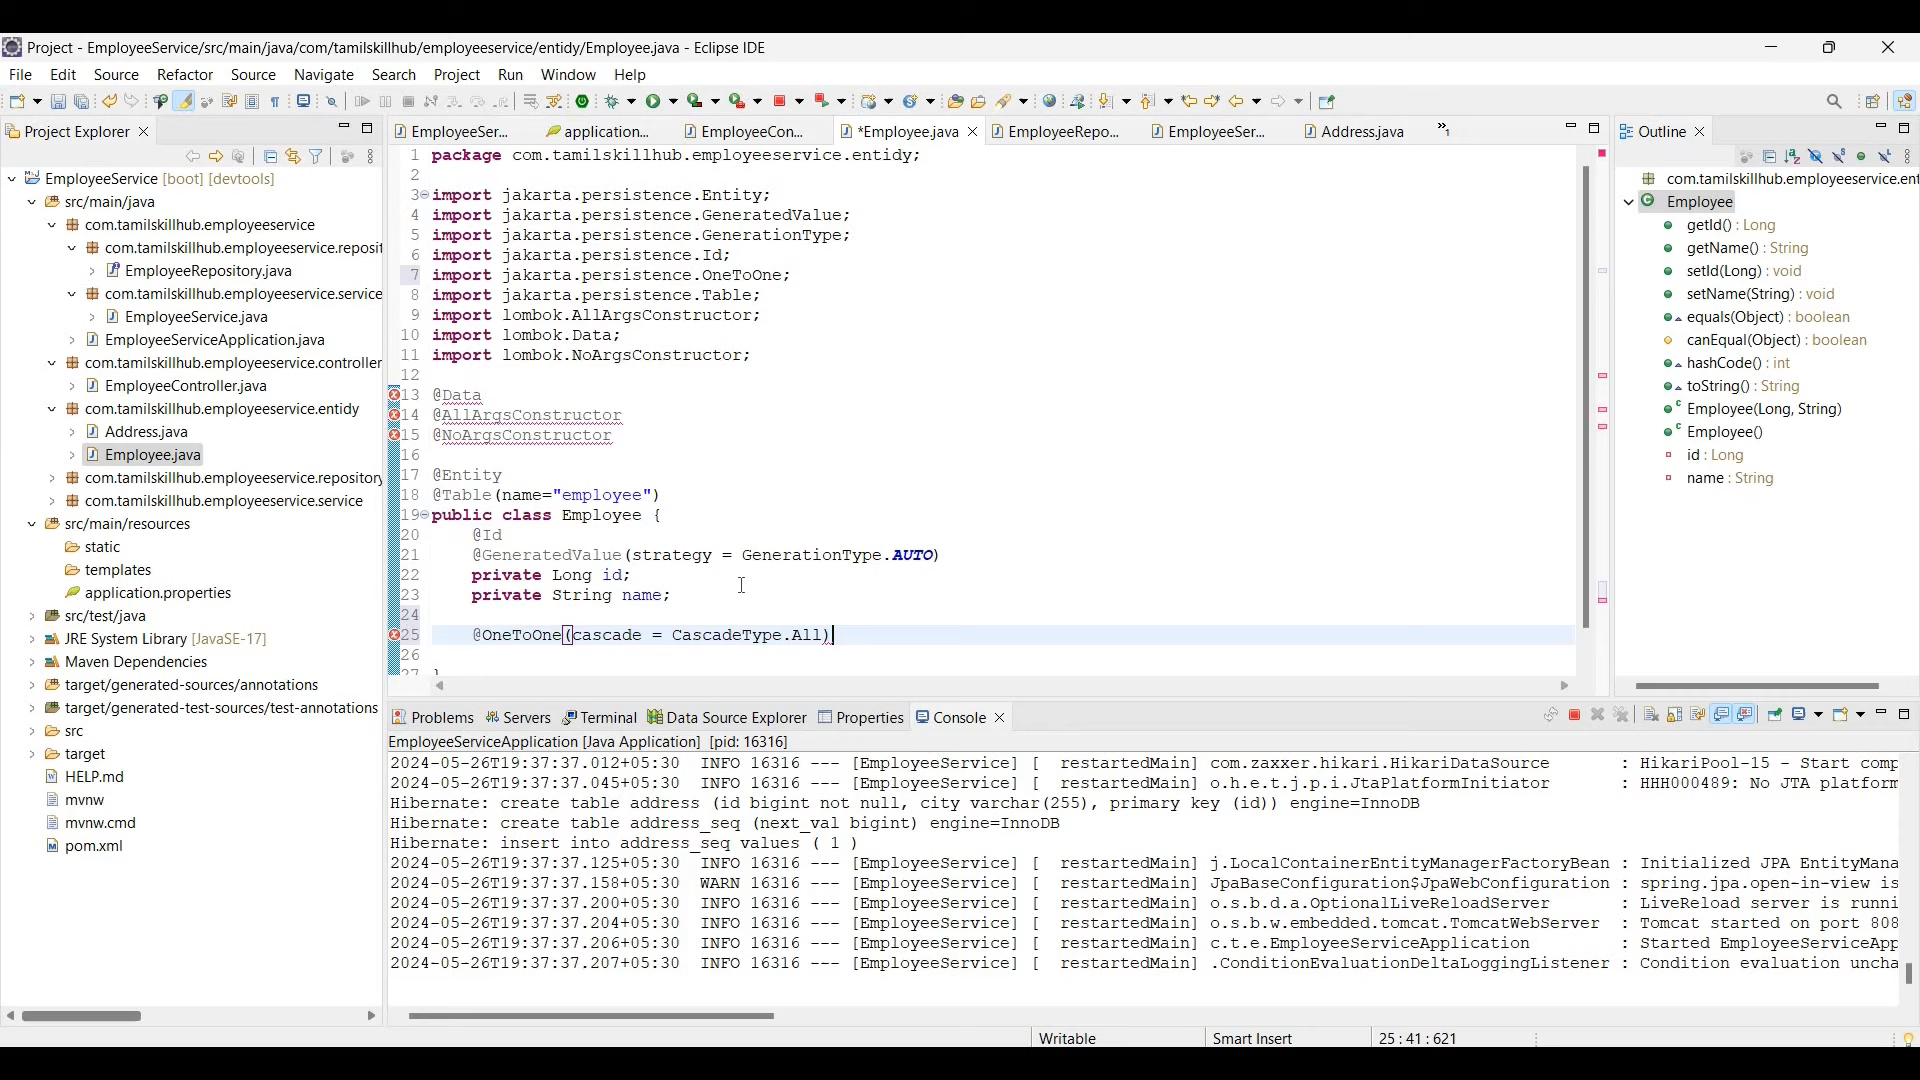 Project - EmployeeService/src/main/java/com/tamilskillhub/employeeservice/entidy/Employee.java - Eclipse IDE
File Edit Source Refactor Source Navigate Search Project Run Window Help
Project Explorer
EmployeeService [boot] [devtools]
src/main/java
com.tamilskillhub.employeeservice
com.tamilskillhub.employeeservice.reposit
EmployeeRepository.java
com.tamilskillhub.employeeservice.service
EmployeeService.java
EmployeeServiceApplication.java
com.tamilskillhub.employeeservice.controller
EmployeeController.java
com.tamilskillhub.employeeservice.entidy
Address.java
Employee.java
com.tamilskillhub.employeeservice.repository
com.tamilskillhub.employeeservice.service
src/main/resources
static
templates
application.properties
src/test/java
JRE System Library [JavaSE-17]
Maven Dependencies
target/generated-sources/annotations
target/generated-test-sources/test-annotations
src
target
HELP.md
mvnw
mvnw.cmd
pom.xml
EmployeeSer... application... EmployeeCon... *Employee.java EmployeeRepo... EmployeeSer... Address.java »1
1 package com.tamilskillhub.employeeservice.entidy;
2
3 import jakarta.persistence.Entity;
4 import jakarta.persistence.GeneratedValue;
5 import jakarta.persistence.GenerationType;
6 import jakarta.persistence.Id;
7 import jakarta.persistence.OneToOne;
8 import jakarta.persistence.Table;
9 import lombok.AllArgsConstructor;
10 import lombok.Data;
11 import lombok.NoArgsConstructor;
12
13 @Data
14 @AllArgsConstructor
15 @NoArgsConstructor
16
17 @Entity
18 @Table(name="employee")
19 public class Employee {
20 @Id
21 @GeneratedValue(strategy = GenerationType.AUTO)
22 private Long id;
23 private String name;
24
25 @OneToOne(cascade = CascadeType.All)
26
27 }
Outline
com.tamilskillhub.employeeservice.ent
Employee
getId() : Long
getName() : String
setId(Long) : void
setName(String) : void
equals(Object) : boolean
canEqual(Object) : boolean
hashCode() : int
toString() : String
Employee(Long, String)
Employee()
id : Long
name : String
Problems Servers Terminal Data Source Explorer Properties Console
EmployeeServiceApplication [Java Application] [pid: 16316]
2024-05-26T19:37:37.012+05:30 INFO 16316 --- [EmployeeService] [ restartedMain] com.zaxxer.hikari.HikariDataSource : HikariPool-15 - Start comp
2024-05-26T19:37:37.045+05:30 INFO 16316 --- [EmployeeService] [ restartedMain] o.h.e.t.j.p.i.JtaPlatformInitiator : HHH000489: No JTA platform
Hibernate: create table address (id bigint not null, city varchar(255), primary key (id)) engine=InnoDB
Hibernate: create table address_seq (next_val bigint) engine=InnoDB
Hibernate: insert into address_seq values ( 1 )
2024-05-26T19:37:37.125+05:30 INFO 16316 --- [EmployeeService] [ restartedMain] j.LocalContainerEntityManagerFactoryBean : Initialized JPA EntityMana
2024-05-26T19:37:37.158+05:30 WARN 16316 --- [EmployeeService] [ restartedMain] JpaBaseConfiguration$JpaWebConfiguration : spring.jpa.open-in-view is
2024-05-26T19:37:37.200+05:30 INFO 16316 --- [EmployeeService] [ restartedMain] o.s.b.d.a.OptionalLiveReloadServer : LiveReload server is runni
2024-05-26T19:37:37.204+05:30 INFO 16316 --- [EmployeeService] [ restartedMain] o.s.b.w.embedded.tomcat.TomcatWebServer : Tomcat started on port 808
2024-05-26T19:37:37.206+05:30 INFO 16316 --- [EmployeeService] [ restartedMain] c.t.e.EmployeeServiceApplication : Started EmployeeServiceApp
2024-05-26T19:37:37.207+05:30 INFO 16316 --- [EmployeeService] [ restartedMain] .ConditionEvaluationDeltaLoggingListener : Condition evaluation uncha
Writable Smart Insert 25 : 41 : 621